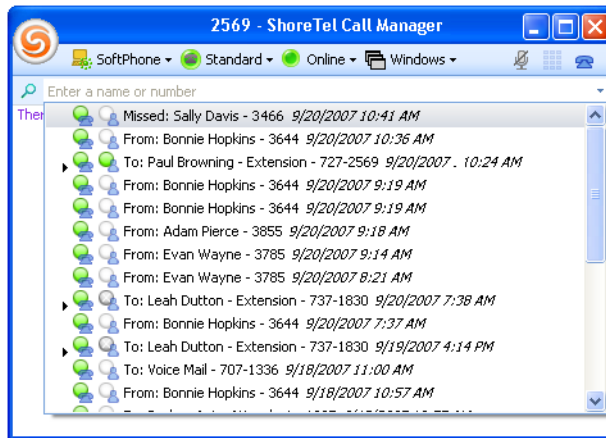 2569 - ShoreTel Call Manager
SoftPhone Standard Online Windows
Enter a name or number
Ther
Missed: Sally Davis - 3466 9/20/2007 10:41 AM
From: Bonnie Hopkins - 3644 9/20/2007 10:36 AM
To: Paul Browning - Extension - 727-2569 9/20/2007 . 10:24 AM
From: Bonnie Hopkins - 3644 9/20/2007 9:19 AM
From: Bonnie Hopkins - 3644 9/20/2007 9:19 AM
From: Adam Pierce - 3855 9/20/2007 9:18 AM
From: Evan Wayne - 3785 9/20/2007 9:14 AM
From: Evan Wayne - 3785 9/20/2007 8:21 AM
To: Leah Dutton - Extension - 737-1830 9/20/2007 7:38 AM
From: Bonnie Hopkins - 3644 9/20/2007 7:37 AM
To: Leah Dutton - Extension - 737-1830 9/19/2007 4:14 PM
To: Voice Mail - 707-1336 9/18/2007 11:00 AM
From: Bonnie Hopkins - 3644 9/18/2007 10:57 AM